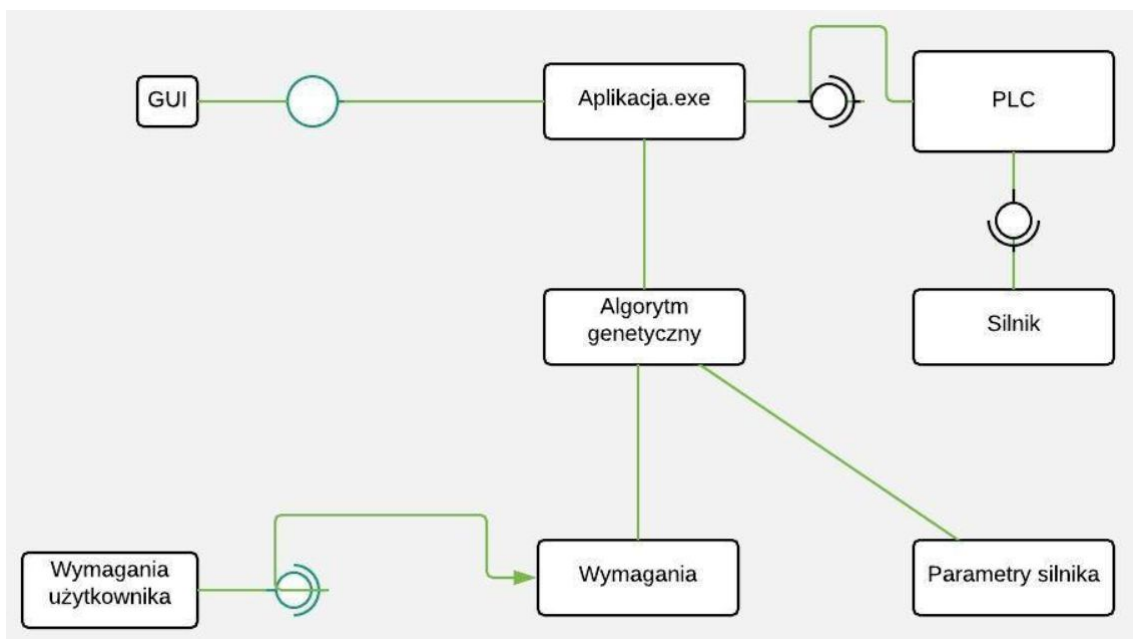 GUI
Aplikacja.exe
PLC
Algorytm
genetyczny
Silnik
Wymagania
użytkownika
Wymagania
Parametry silnika